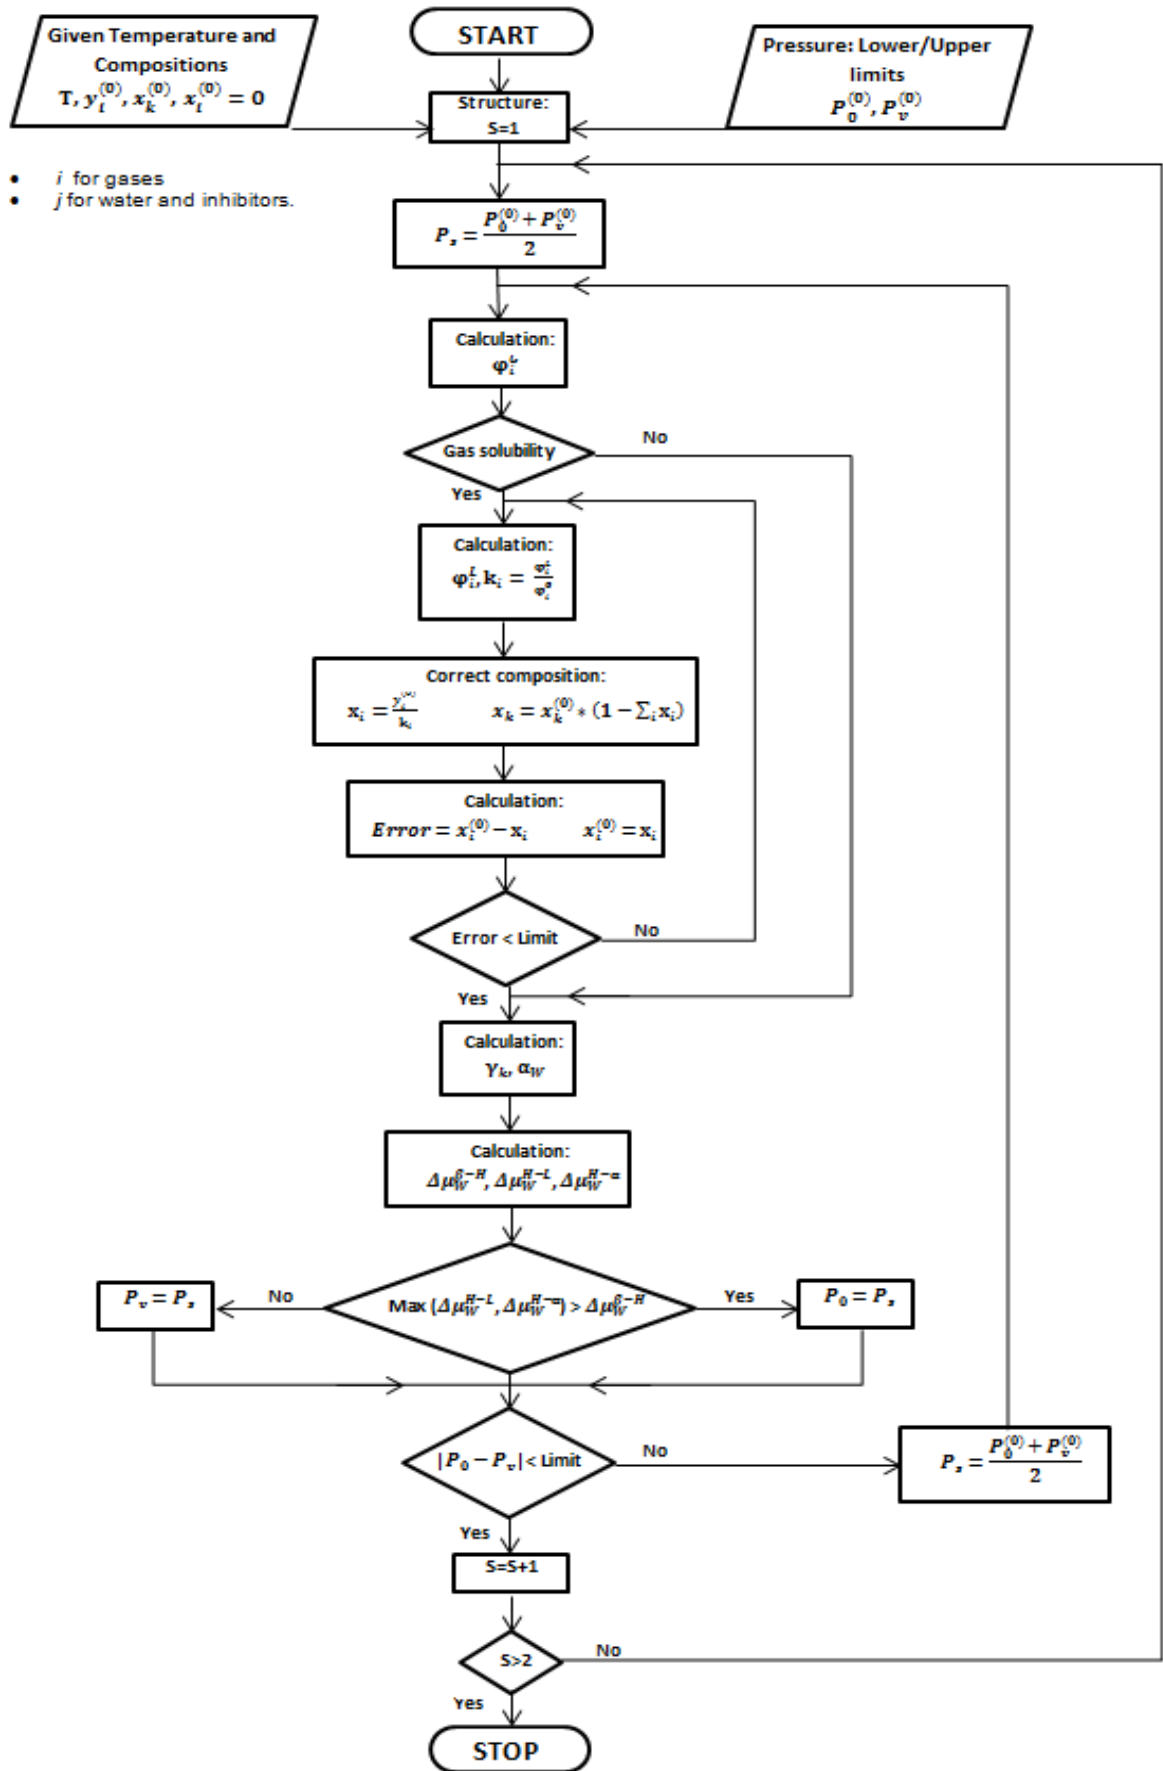 START
Given Temperature and
Compositions
T, y_i^{(0)}, x_k^{(0)}, x_i^{(0)} = 0
Pressure: Lower/Upper
limits
P_0^{(0)}, P_v^{(0)}
Structure:
S=1
• i for gases
• j for water and inhibitors.
P_s = \frac{P_0^{(0)} + P_v^{(0)}}{2}
Calculation:
φ_i^L
Gas solubility
No
Yes
Calculation:
φ_i^L, k_i = \frac{φ_i^L}{φ_i^g}
Correct composition:
x_i = \frac{y_i^{(0)}}{k_i} x_k = x_k^{(0)} * (1 − ∑_i x_i)
Calculation:
Error = x_i^{(0)} − x_i x_i^{(0)} = x_i
Error < Limit
No
Yes
Calculation:
γ_k, α_W
Calculation:
Δμ_W^{β−H}, Δμ_W^{H−L}, Δμ_W^{H−α}
P_v = P_s
No
Max (Δμ_W^{H−L}, Δμ_W^{H−α}) > Δμ_W^{β−H}
Yes
P_0 = P_s
|P_0 − P_v| < Limit
No
P_s = \frac{P_0^{(0)} + P_v^{(0)}}{2}
Yes
S=S+1
S>2
No
Yes
STOP